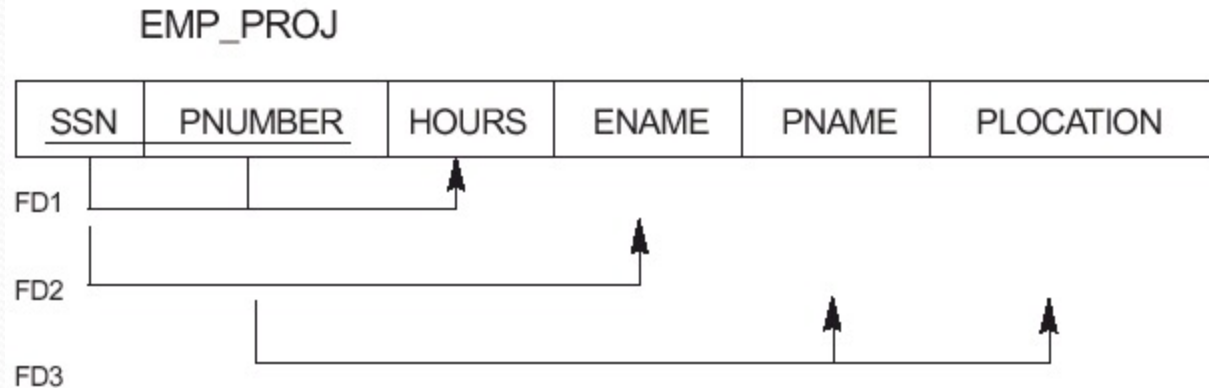 EMP_PROJ
SSN PNUMBER HOURS ENAME PNAME PLOCATION
FD1
FD2
FD3